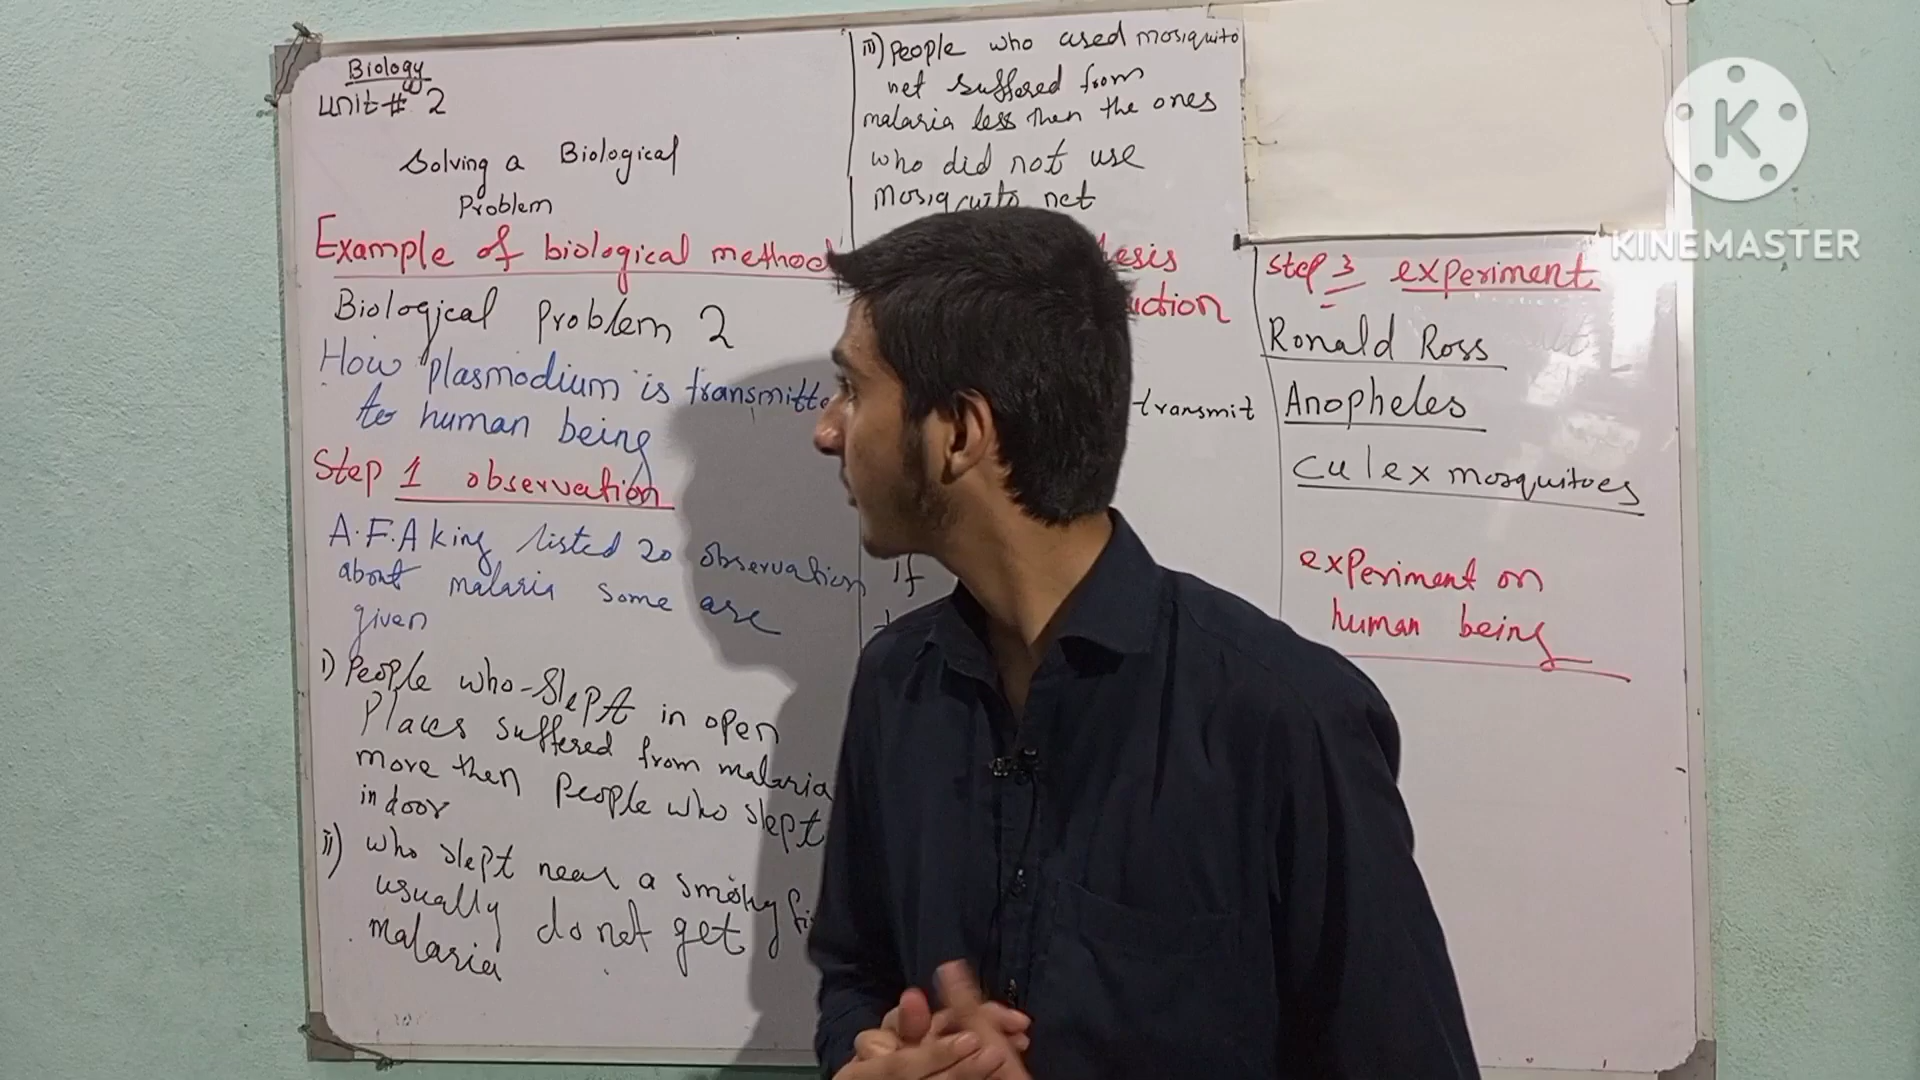 Biology
Unit # 2
Solving a Biological
Problem
Example of biological method
Biological Problem 2
How plasmodium is transmitte
to human being
Step 1 observation
A.F.A king listed 20 observation
about malaria some are
given
i) People who slept in open
Places suffered from malaria
more then People who slept
in door
ii) who slept near a smoky fi
usually do not get
malaria
iii) People who used mosiquito
net suffered from
malaria less then the ones
who did not use
mosiquito net
esis
uction
transmit
If
Step 3 experiment
Ronald Ross
Anopheles
culex mosquitoes
experiment on
human being
K
KINEMASTER